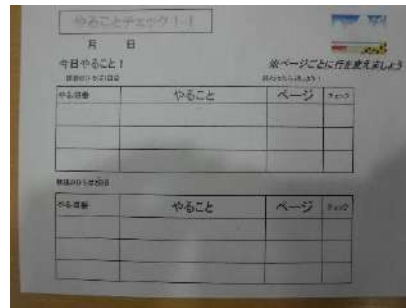 やることチェック!!
月 日
今日やること!
※ページごとに行を変えましょう
やる順番 やること ページ チェック
やる順番 やること ページ チェック